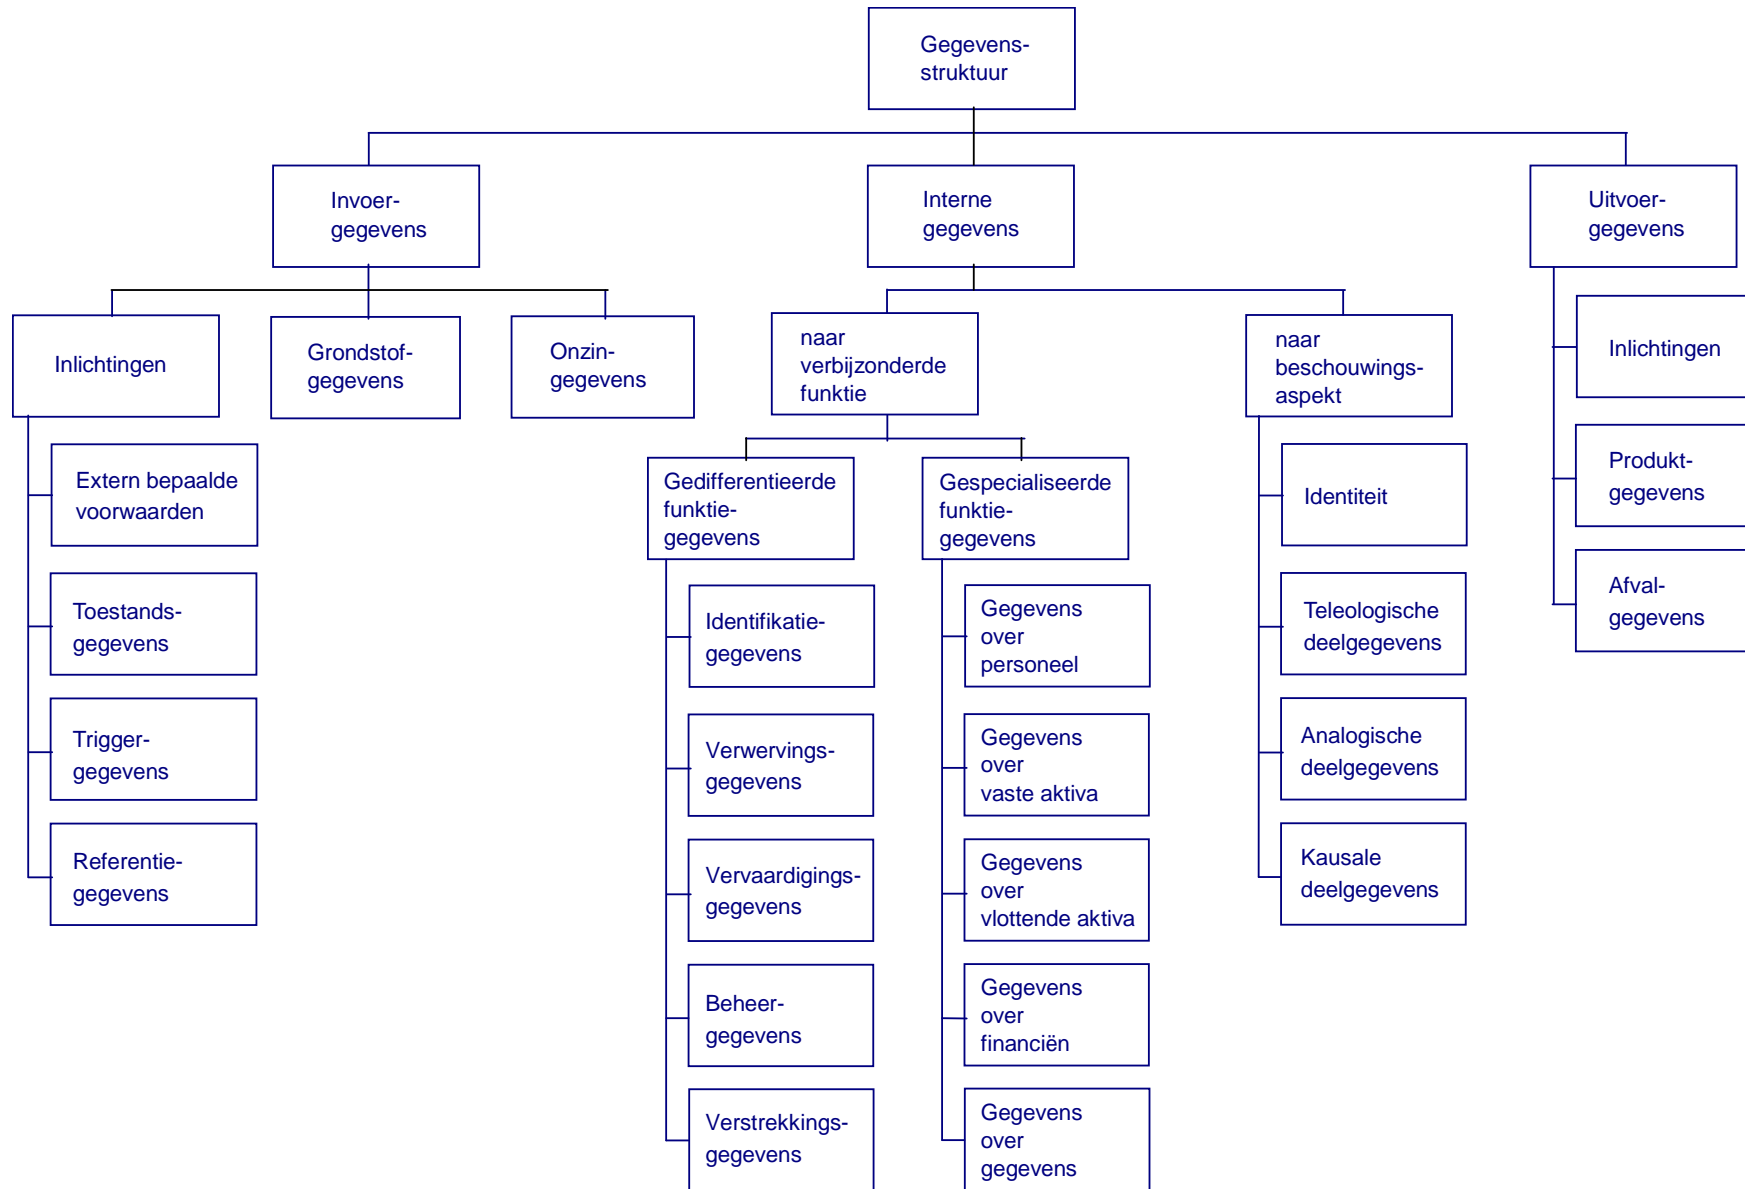 Gegevens-
struktuur
Invoer-
gegevens
Interne
gegevens
Uitvoer-
gegevens
Inlichtingen
Grondstof-
gegevens
Onzin-
gegevens
naar
verbijzonderde
funktie
naar
beschouwings-
aspekt
Inlichtingen
Produkt-
gegevens
Afval-
gegevens
Extern bepaalde
voorwaarden
Toestands-
gegevens
Trigger-
gegevens
Referentie-
gegevens
Gedifferentieerde
funktie-
gegevens
Gespecialiseerde
funktie-
gegevens
Identifikatie-
gegevens
Verwervings-
gegevens
Vervaardigings-
gegevens
Beheer-
gegevens
Verstrekkings-
gegevens
Gegevens
over
personeel
Gegevens
over
vaste aktiva
Gegevens
over
vlottende aktiva
Gegevens
over
financiën
Gegevens
over
gegevens
Identiteit
Teleologische
deelgegevens
Analogische
deelgegevens
Kausale
deelgegevens